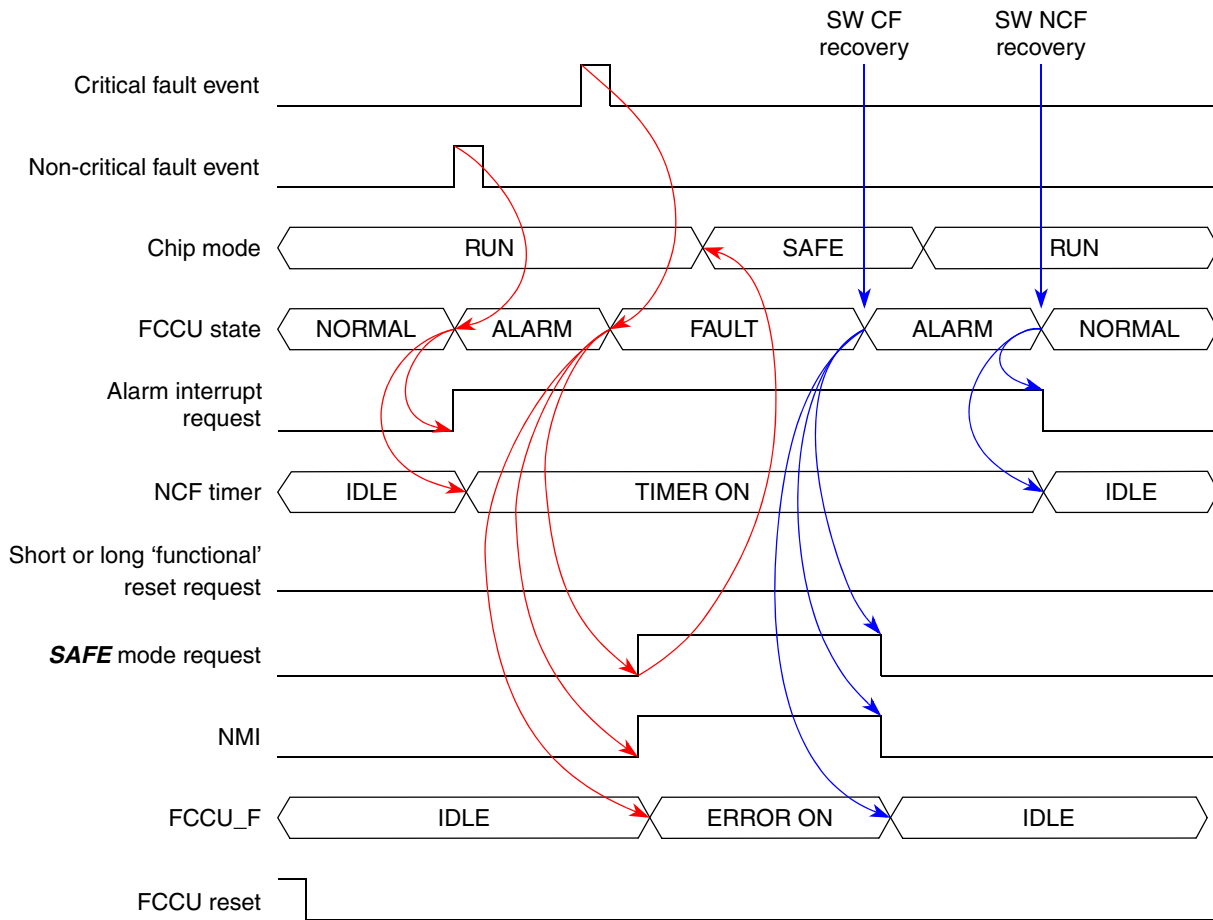 SW CF
recovery
SW NCF
recovery
Critical fault event
Non-critical fault event
Chip mode
RUN
SAFE
RUN
FCCU state
NORMAL
ALARM
FAULT
ALARM
NORMAL
Alarm interrupt
request
NCF timer
IDLE
TIMER ON
IDLE
Short or long ‘functional’
reset request
SAFE mode request
NMI
FCCU_F
IDLE
ERROR ON
IDLE
FCCU reset